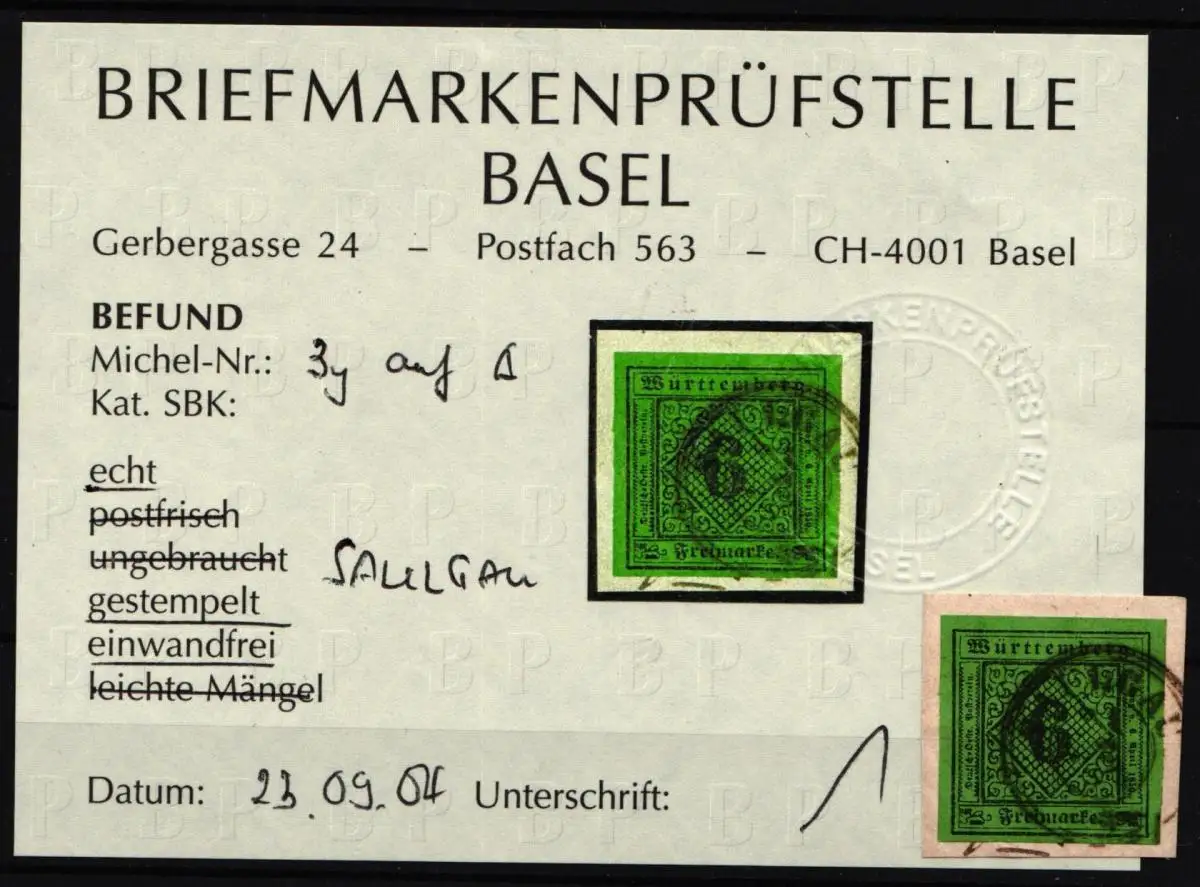 BRIEFMARKENPRÜFSTELLE
BASEL
Gerbergasse 24 – Postfach 563 – CH-4001 Basel
BEFUND
Michel-Nr.: 3y auf Δ
Kat. SBK:
echt
postfrisch
ungebraucht
gestempelt
einwandfrei
leichte Mängel
SAULGAU
Datum: 23.09.04 Unterschrift:
Württemberg
6
Freimarke.
Württemberg
6
Freimarke.